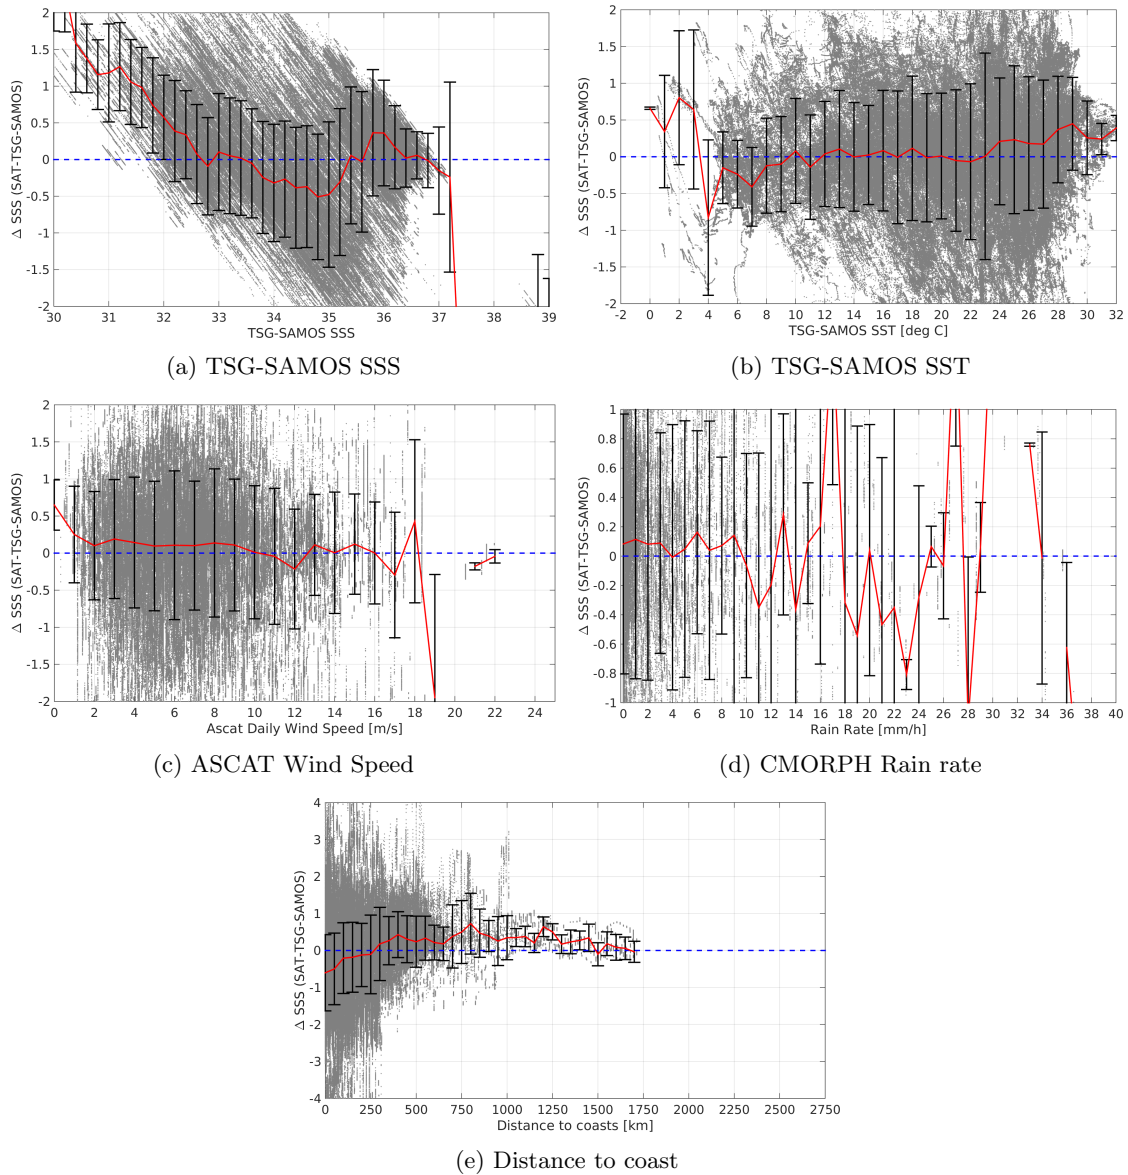 2
1.5
1
0.5
0
-0.5
-1
-1.5
-2
Δ SSS (SAT-TSG-SAMOS)
30 31 32 33 34 35 36 37 38 39
TSG-SAMOS SSS
(a) TSG-SAMOS SSS
2
1.5
1
0.5
0
-0.5
-1
-1.5
-2
Δ SSS (SAT-TSG-SAMOS)
-2 0 2 4 6 8 10 12 14 16 18 20 22 24 26 28 30 32
TSG-SAMOS SST [deg C]
(b) TSG-SAMOS SST
2
1.5
1
0.5
0
-0.5
-1
-1.5
-2
Δ SSS (SAT-TSG-SAMOS)
0 2 4 6 8 10 12 14 16 18 20 22 24
Ascat Daily Wind Speed [m/s]
(c) ASCAT Wind Speed
1
0.8
0.6
0.4
0.2
0
-0.2
-0.4
-0.6
-0.8
-1
Δ SSS (SAT-TSG-SAMOS)
0 2 4 6 8 10 12 14 16 18 20 22 24 26 28 30 32 34 36 38 40
Rain Rate [mm/h]
(d) CMORPH Rain rate
4
3
2
1
0
-1
-2
-3
-4
Δ SSS (SAT-TSG-SAMOS)
0 250 500 750 1000 1250 1500 1750 2000 2250 2500 2750
Distance to coasts [km]
(e) Distance to coast